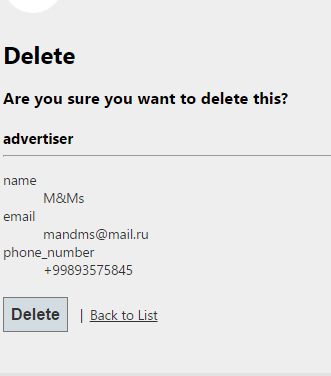 Delete
Are you sure you want to delete this?
advertiser
name
M&Ms
email
mandms@mail.ru
phone_number
+99893575845
Delete | Back to List